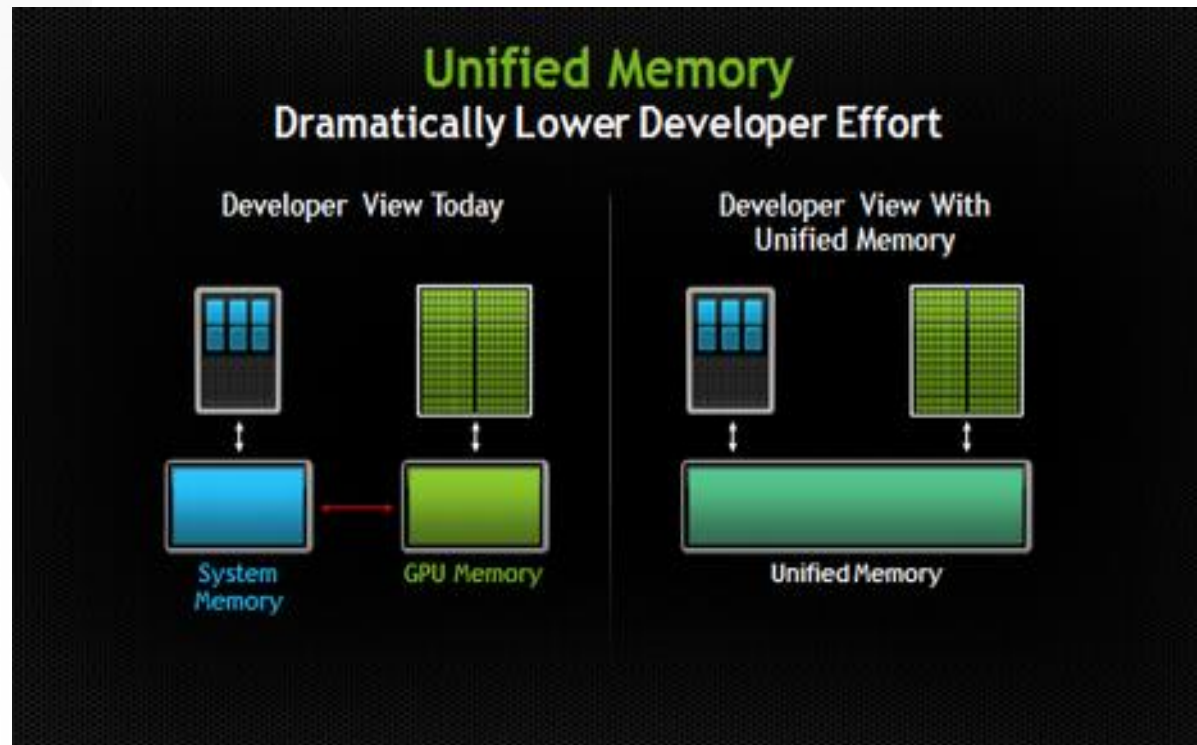 Unified Memory
Dramatically Lower Developer Effort
Developer View Today
Developer View With
Unified Memory
System
Memory
GPU Memory
Unified Memory